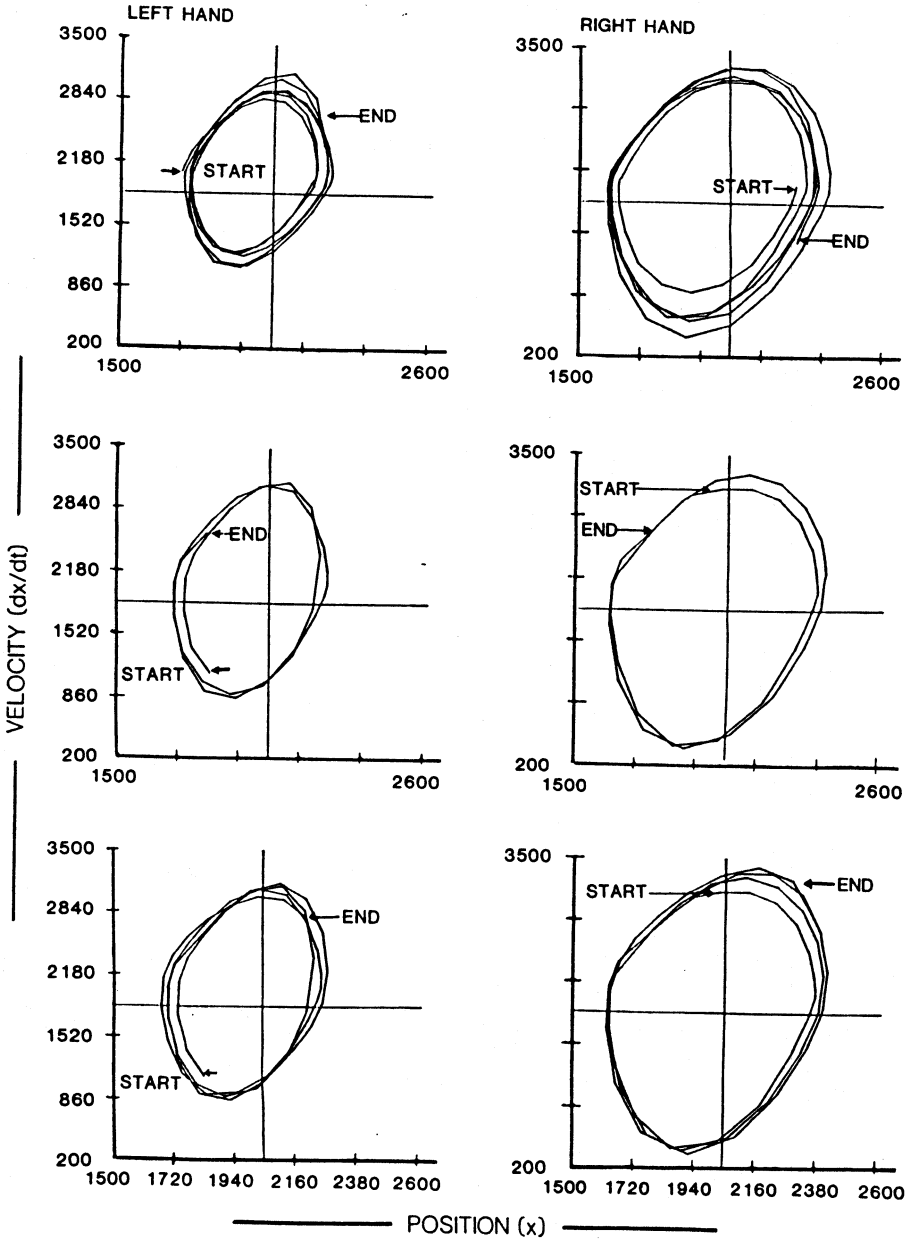 LEFT HAND
3500
2840
END
2180
START
1520
860
200
1500
2600
RIGHT HAND
3500
START
END
200
1500
2600
3500
2840
END
2180
1520
START
860
200
1500
2600
3500
START
END
200
1500
2600
3500
2840
END
2180
1520
START
860
200
1500 1720 1940 2160 2380 2600
3500
START
END
200
1500 1720 1940 2160 2380 2600
VELOCITY (dx/dt)
POSITION (x)